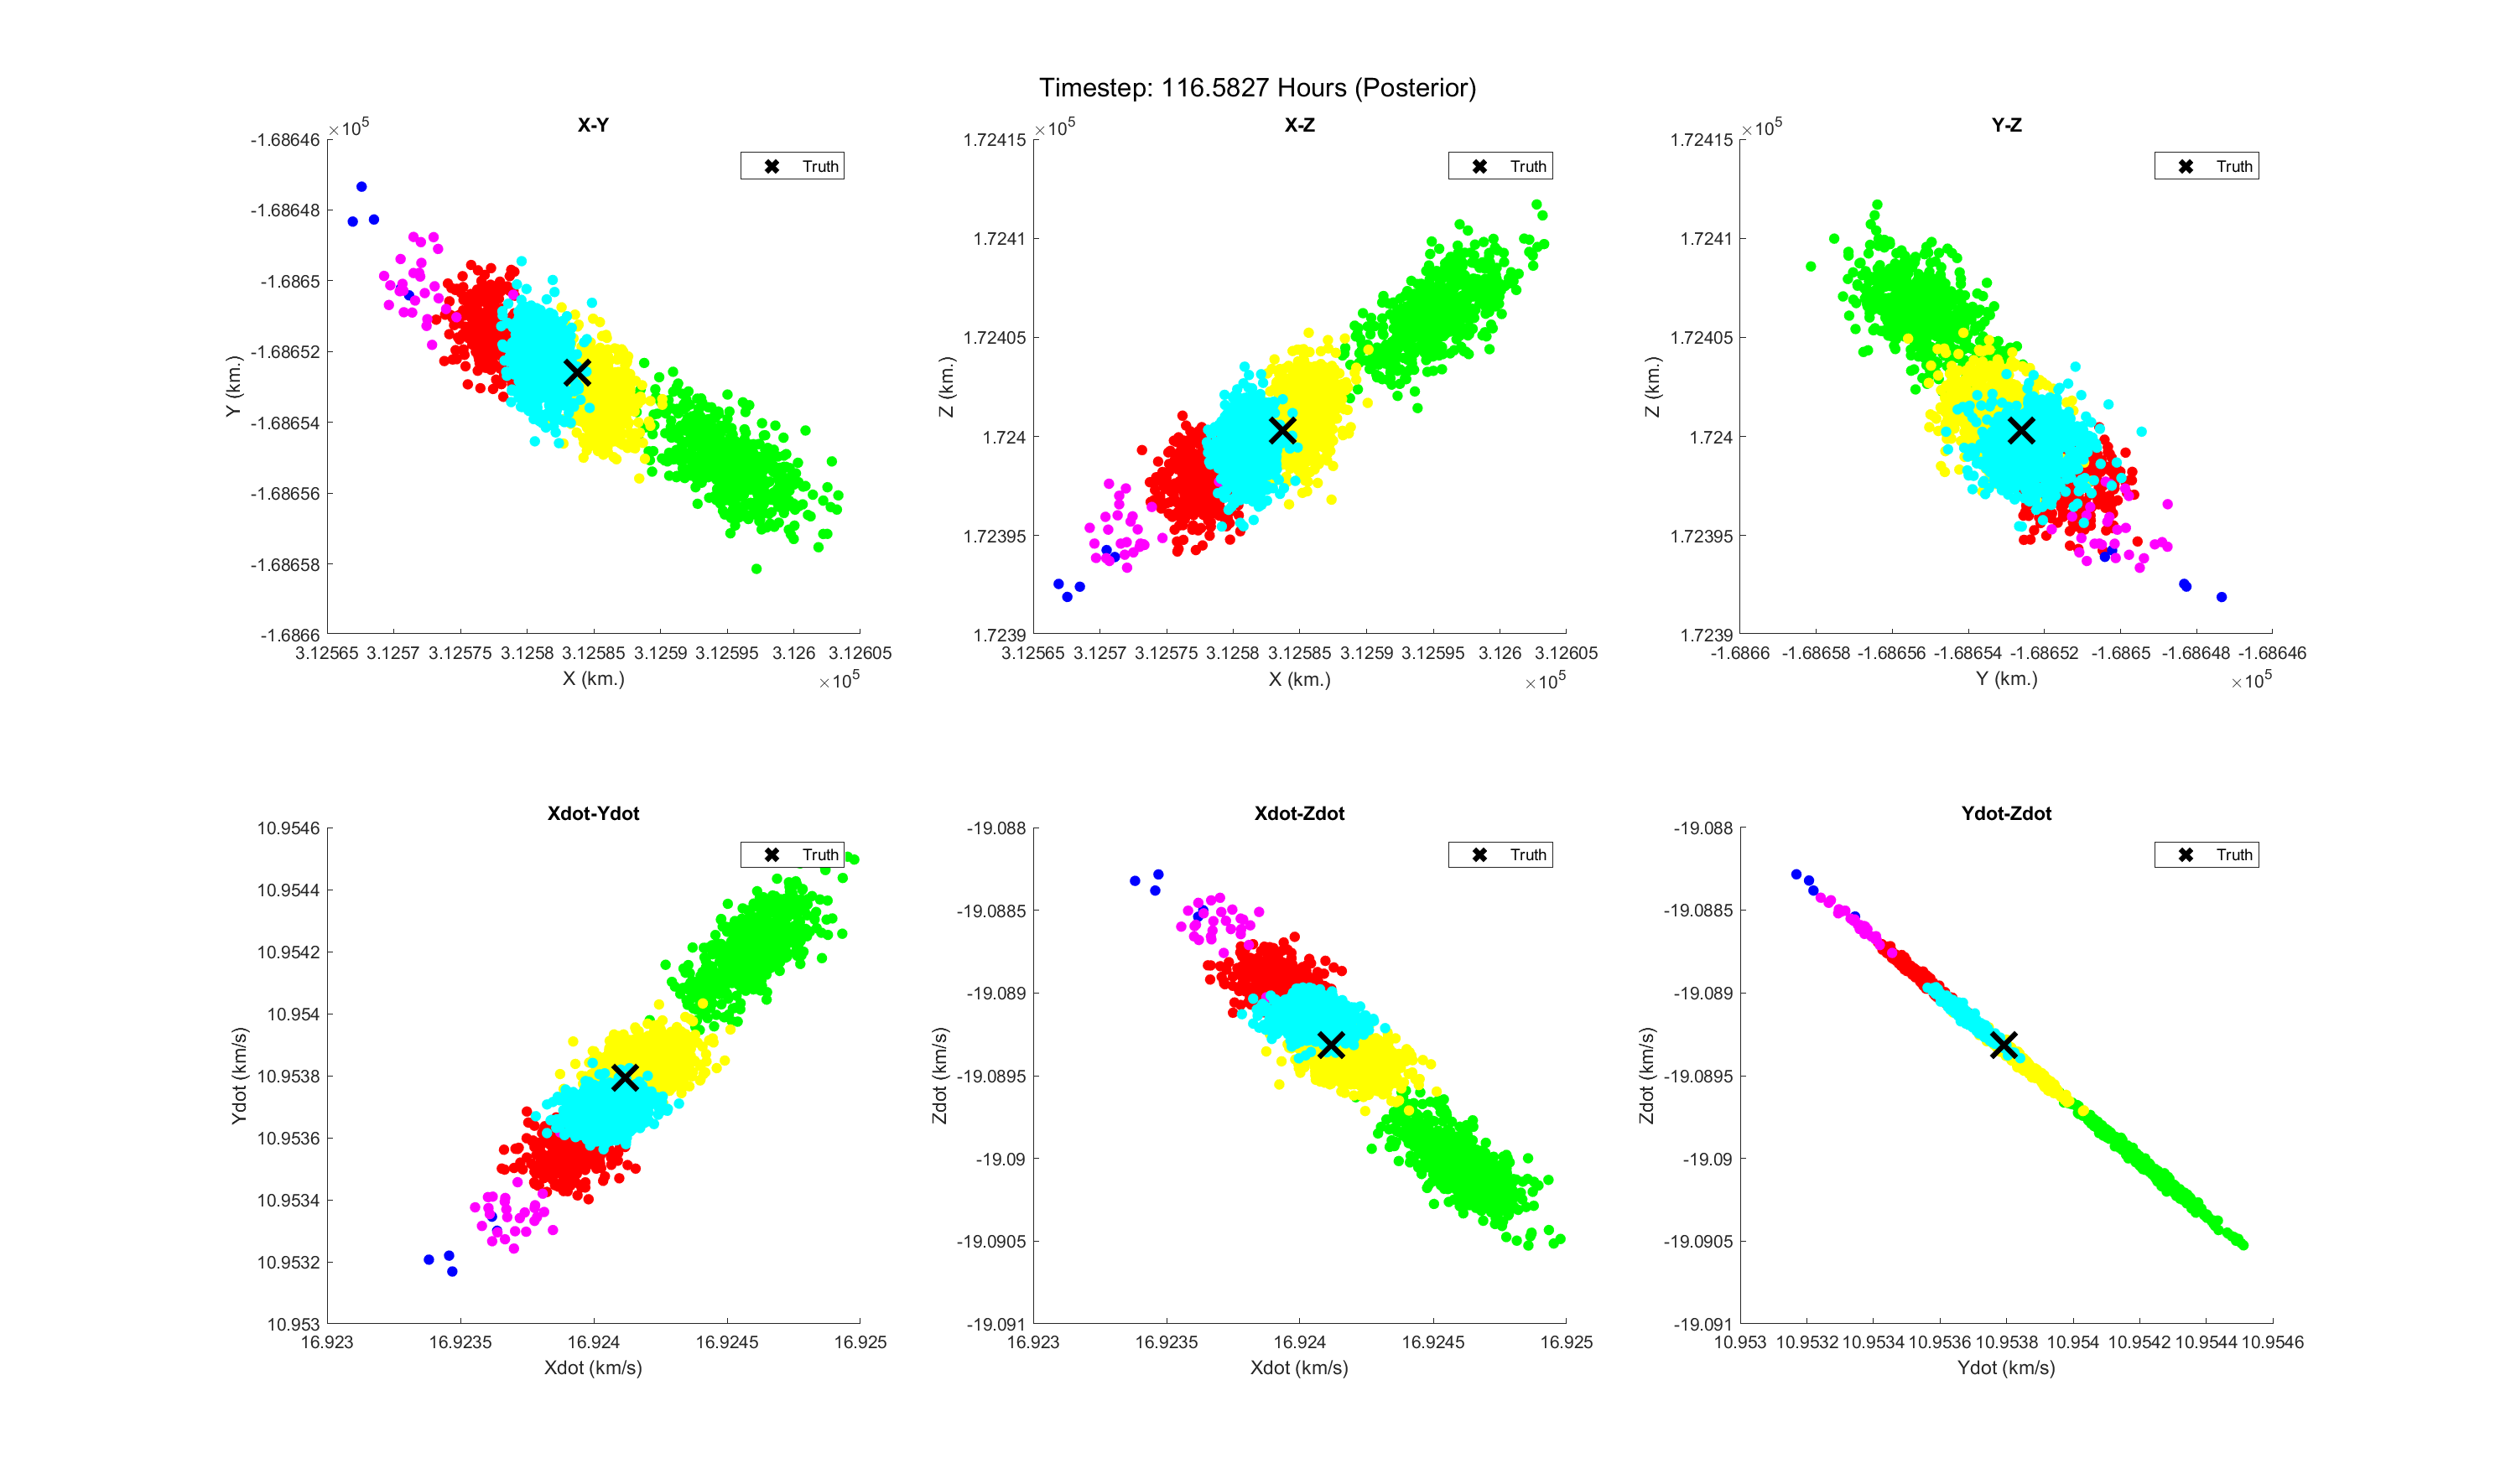 Timestep: 116.5827 Hours (Posterior)
X-Y
×10^5
-1.68646
-1.68648
-1.6865
-1.68652
-1.68654
-1.68656
-1.68658
-1.6866
Y (km.)
Truth
3.12565 3.1257 3.12575 3.1258 3.12585 3.1259 3.12595 3.126 3.12605
X (km.)
×10^5
X-Z
×10^5
1.72415
1.7241
1.72405
1.724
1.72395
1.7239
Z (km.)
Truth
3.12565 3.1257 3.12575 3.1258 3.12585 3.1259 3.12595 3.126 3.12605
X (km.)
×10^5
Y-Z
×10^5
1.72415
1.7241
1.72405
1.724
1.72395
1.7239
Z (km.)
Truth
-1.6866 -1.68658 -1.68656 -1.68654 -1.68652 -1.6865 -1.68648 -1.68646
Y (km.)
×10^5
Xdot-Ydot
10.9546
10.9544
10.9542
10.954
10.9538
10.9536
10.9534
10.9532
10.953
Ydot (km/s)
Truth
16.923 16.9235 16.924 16.9245 16.925
Xdot (km/s)
Xdot-Zdot
-19.088
-19.0885
-19.089
-19.0895
-19.09
-19.0905
-19.091
Zdot (km/s)
Truth
16.923 16.9235 16.924 16.9245 16.925
Xdot (km/s)
Ydot-Zdot
-19.088
-19.0885
-19.089
-19.0895
-19.09
-19.0905
-19.091
Zdot (km/s)
Truth
10.953 10.9532 10.9534 10.9536 10.9538 10.954 10.9542 10.9544 10.9546
Ydot (km/s)